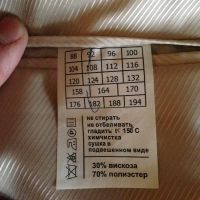 88 92 96 100
104 108 112 116
120 124 128 132
158 164 170
176 182 188 194
не стирать
не отбеливать
гладить t- 150 С
химчистка
сушка в
подвешенном виде
30% вискоза
70% полиэстер